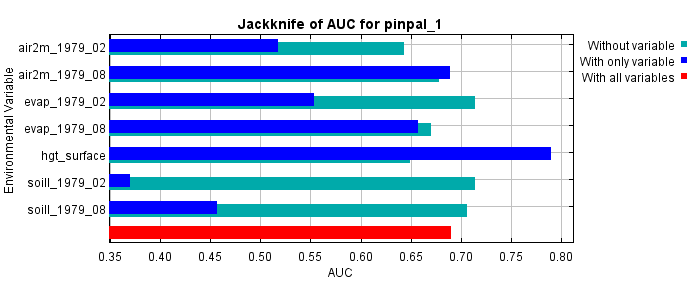 Jackknife of AUC for pinpal_1
Environmental Variable
air2m_1979_02
air2m_1979_08
evap_1979_02
evap_1979_08
hgt_surface
soill_1979_02
soill_1979_08
0.35 0.40 0.45 0.50 0.55 0.60 0.65 0.70 0.75 0.80
AUC
Without variable
With only variable
With all variables